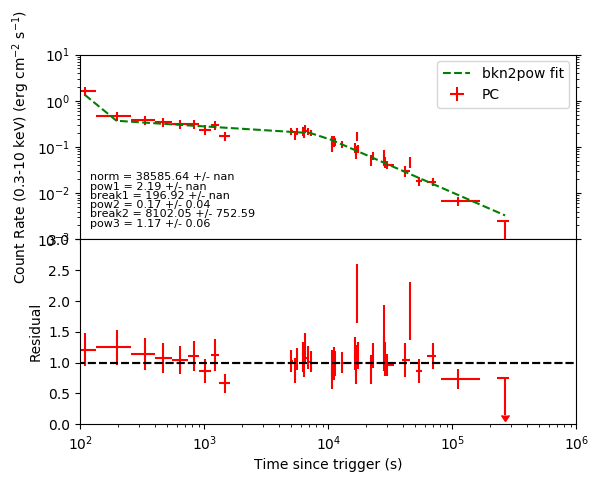 Count Rate (0.3-10 keV) (erg cm⁻² s⁻¹)
10¹
10⁰
10⁻¹
10⁻²
10⁻³
bkn2pow fit
PC
norm = 38585.64 +/- nan
pow1 = 2.19 +/- nan
break1 = 196.92 +/- nan
pow2 = 0.17 +/- 0.04
break2 = 8102.05 +/- 752.59
pow3 = 1.17 +/- 0.06
Residual
3.0
2.5
2.0
1.5
1.0
0.5
0.0
10² 10³ 10⁴ 10⁵ 10⁶
Time since trigger (s)